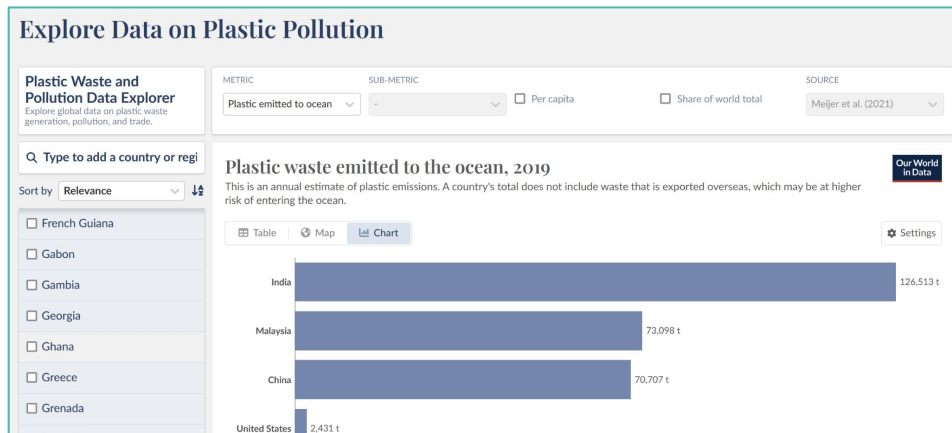 Explore Data on Plastic Pollution
Plastic Waste and
Pollution Data Explorer
Explore global data on plastic waste
generation, pollution, and trade.
METRIC
SUB-METRIC
SOURCE
Plastic emitted to ocean
-
Per capita
Share of world total
Meijer et al. (2021)
Type to add a country or regi
Sort by Relevance
French Guiana
Gabon
Gambia
Georgia
Ghana
Greece
Grenada
Plastic waste emitted to the ocean, 2019
Our World
in Data
This is an annual estimate of plastic emissions. A country's total does not include waste that is exported overseas, which may be at higher
risk of entering the ocean.
Table
Map
Chart
Settings
India 126,513 t
Malaysia 73,098 t
China 70,707 t
United States 2,431 t